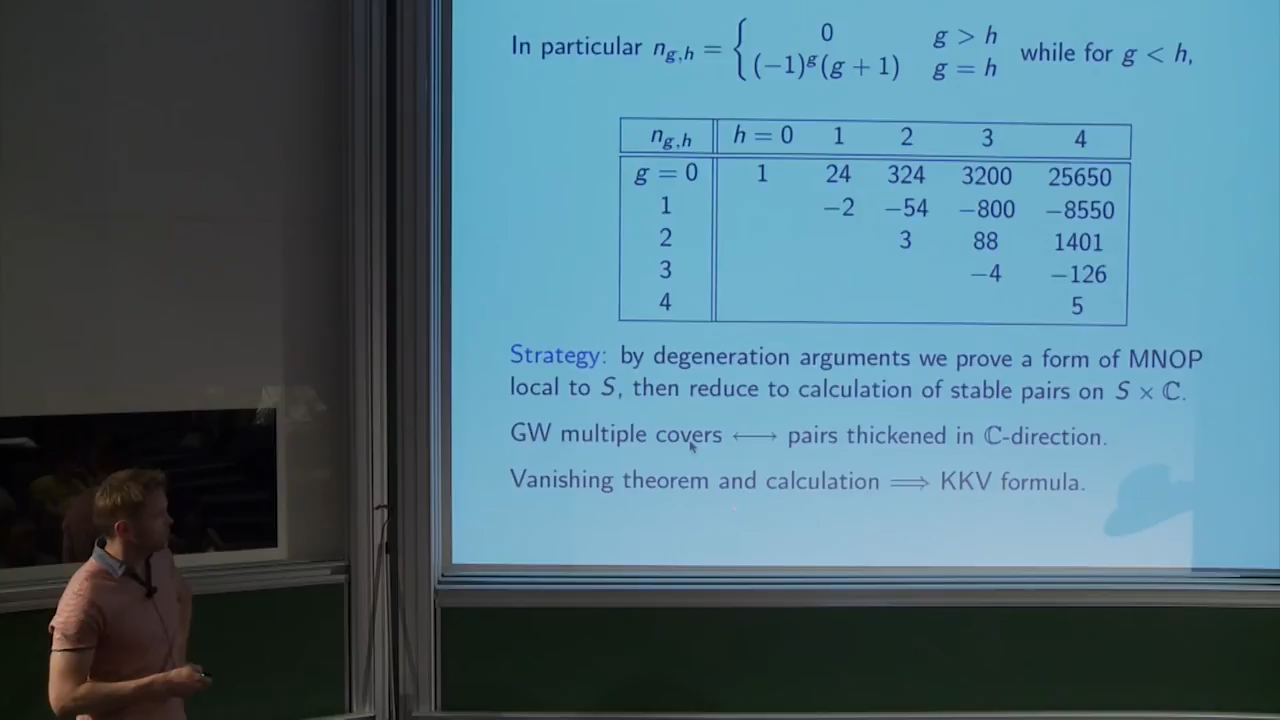 In particular n_{g,h} = { 0 g > h
(−1)^g(g + 1) g = h while for g < h,
n_{g,h} h = 0 1 2 3 4
g = 0 1 24 324 3200 25650
1 −2 −54 −800 −8550
2 3 88 1401
3 −4 −126
4 5
Strategy: by degeneration arguments we prove a form of MNOP
local to S, then reduce to calculation of stable pairs on S × ℂ.
GW multiple covers ⟷ pairs thickened in ℂ-direction.
Vanishing theorem and calculation ⟹ KKV formula.